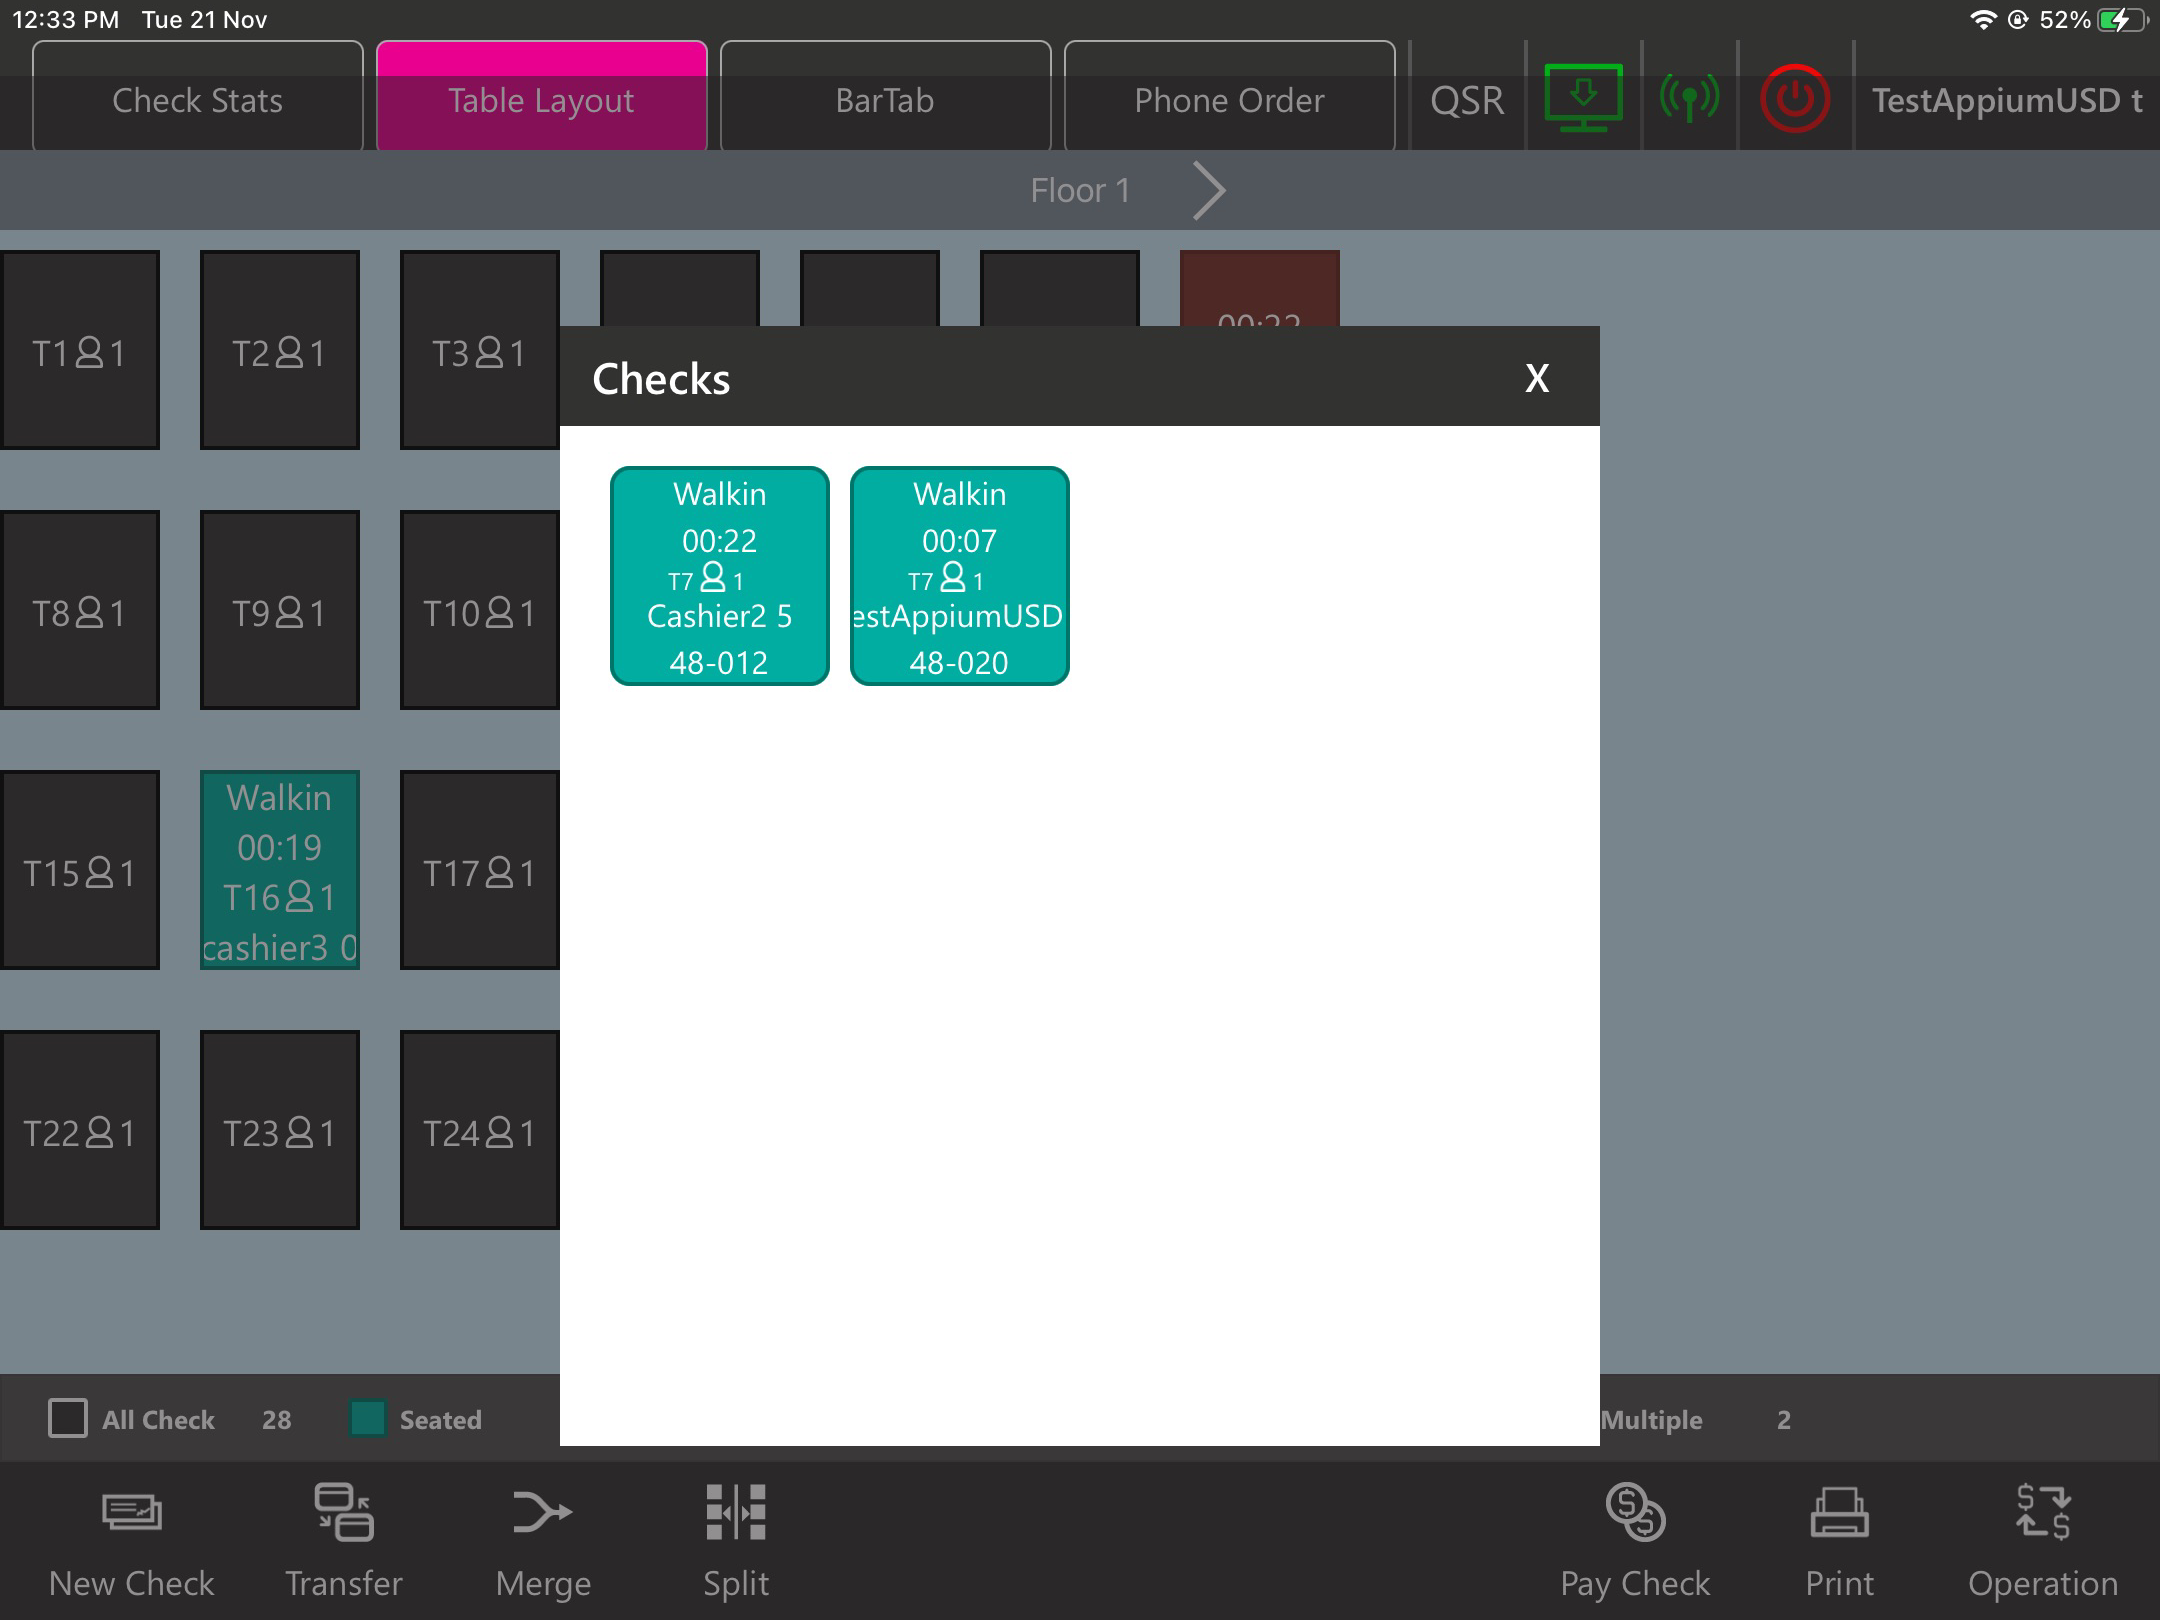 12:33 PM Tue 21 Nov 52%
Check Stats Table Layout BarTab Phone Order QSR TestAppiumUSD t
Floor 1
T1 1 T2 1 T3 1 00:22
Checks X
Walkin
00:22
T7 1
Cashier2 5
48-012
Walkin
00:07
T7 1
estAppiumUSD
48-020
T8 1 T9 1 T10 1
T15 1
Walkin
00:19
T16 1
cashier3 0
T17 1
T22 1 T23 1 T24 1
All Check 28 Seated Multiple 2
New Check Transfer Merge Split Pay Check Print Operation